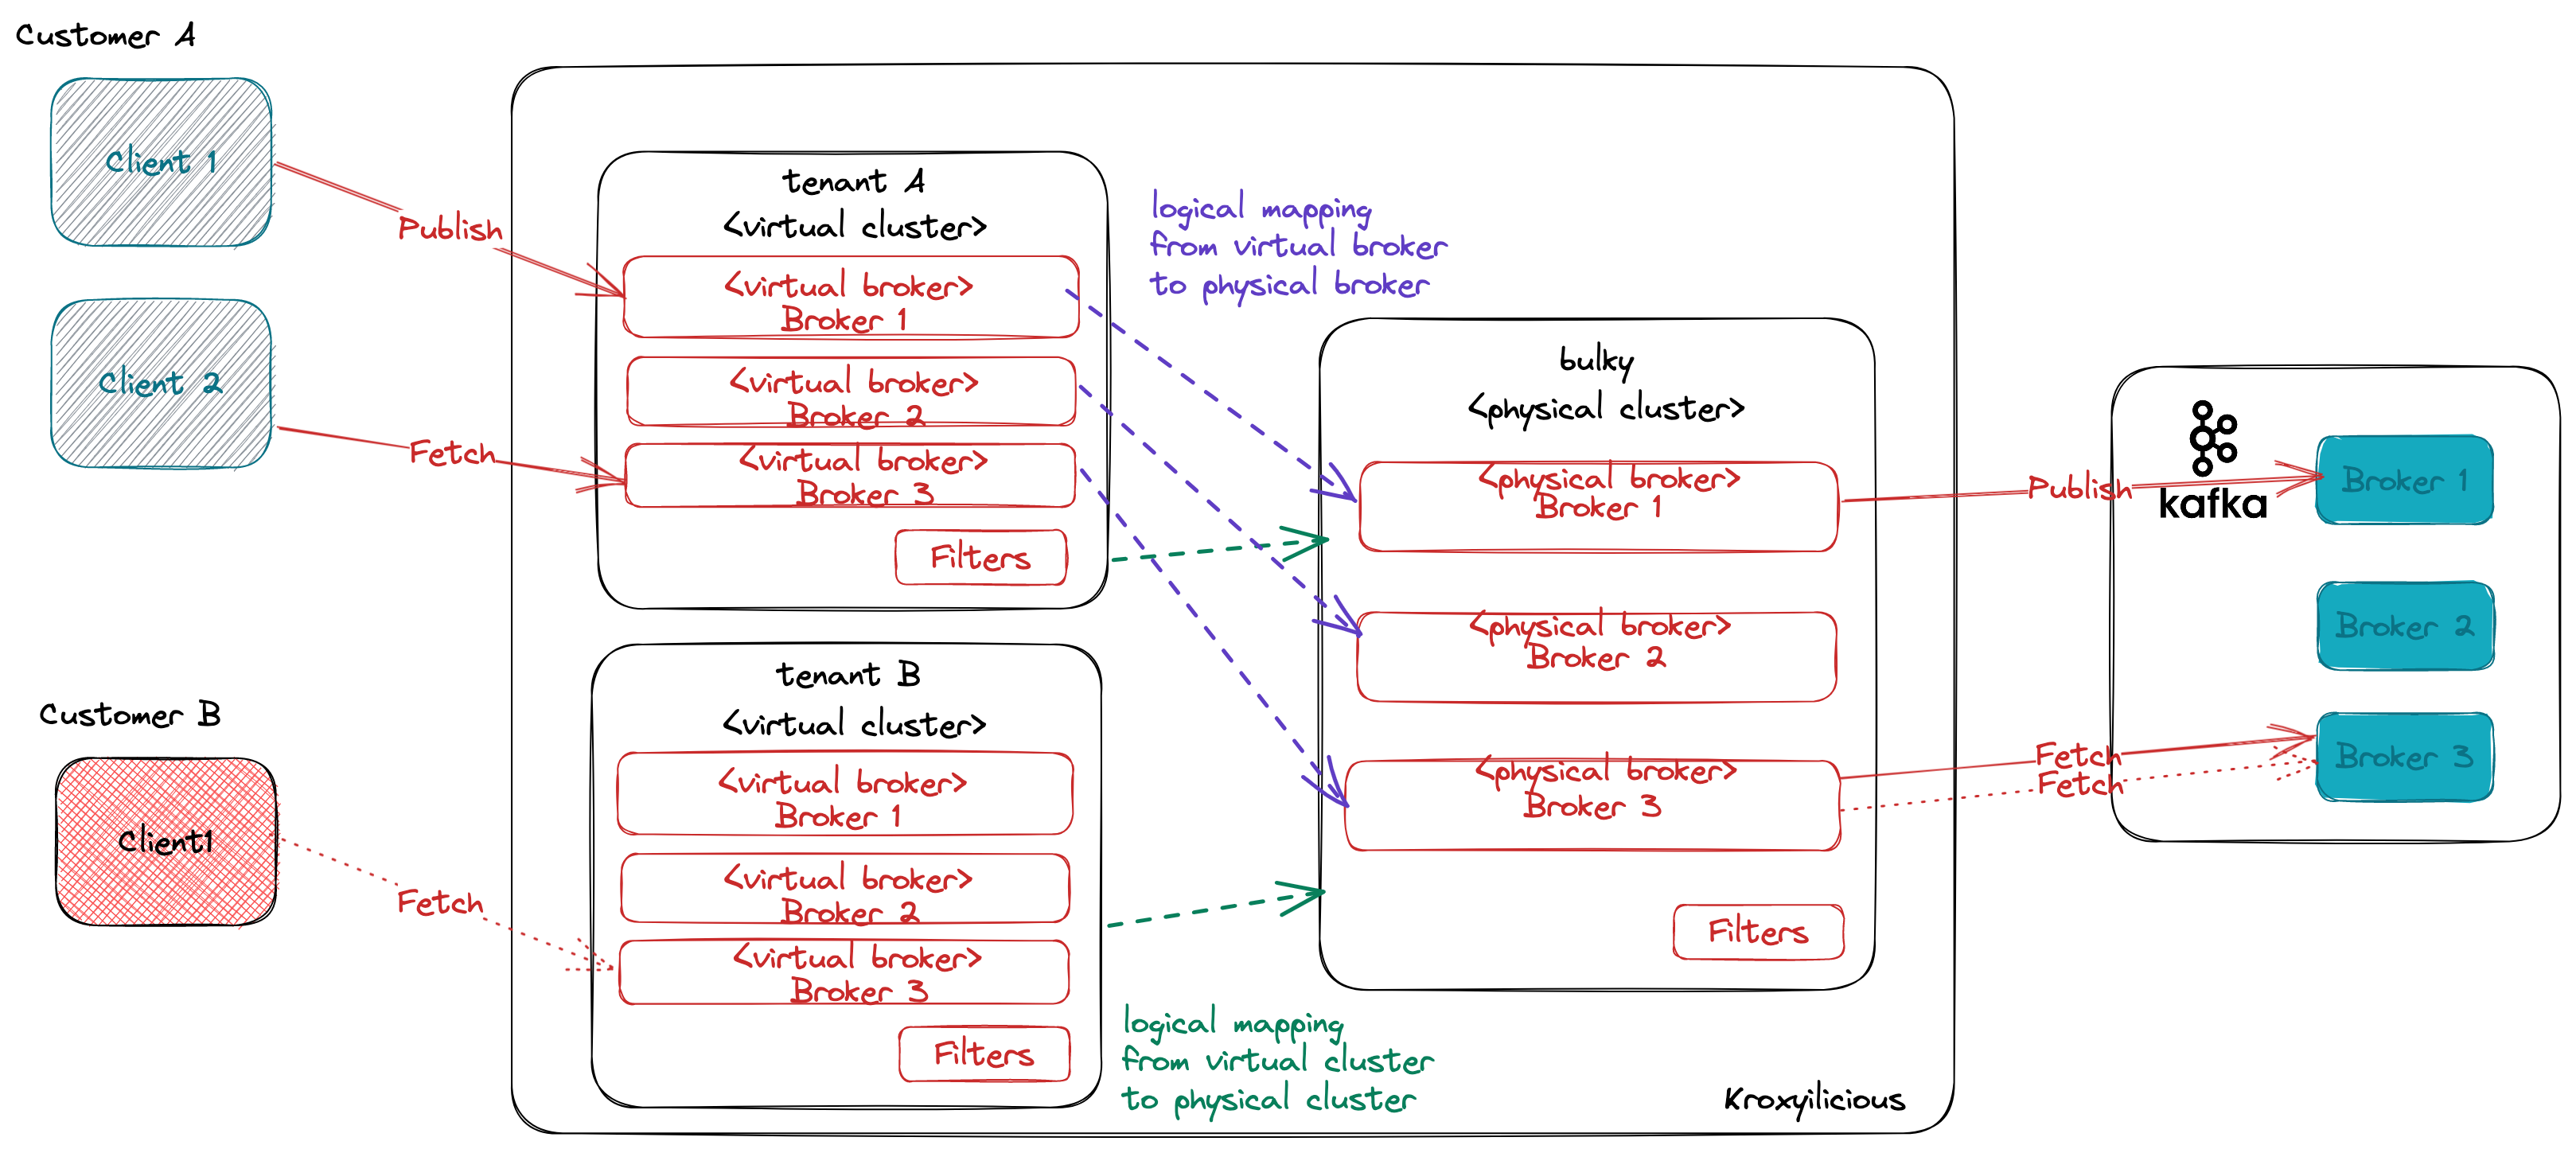 Customer A
Client 1
Client 2
Publish
Fetch
Customer B
Client1
Fetch
tenant A
<virtual cluster>
<virtual broker>
Broker 1
<virtual broker>
Broker 2
<virtual broker>
Broker 3
Filters
tenant B
<virtual cluster>
<virtual broker>
Broker 1
<virtual broker>
Broker 2
<virtual broker>
Broker 3
Filters
logical mapping
from virtual broker
to physical broker
logical mapping
from virtual cluster
to physical cluster
bulky
<physical cluster>
<physical broker>
Broker 1
<physical broker>
Broker 2
<physical broker>
Broker 3
Filters
Kroxyilicious
Publish
Fetch
Fetch
kafka
Broker 1
Broker 2
Broker 3